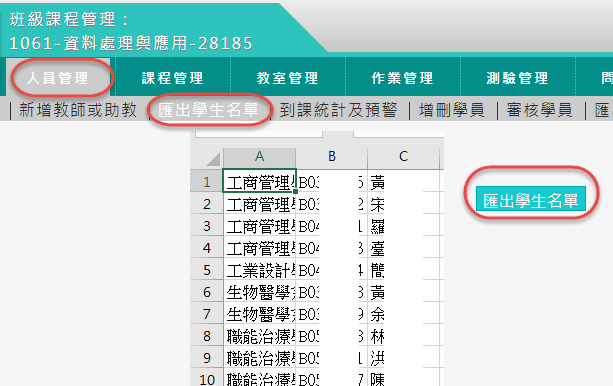 班級課程管理：
1061-資料處理與應用-28185
人員管理 課程管理 教室管理 作業管理 測驗管理 問
新增教師或助教 匯出學生名單 到課統計及預警 增刪學員 審核學員 匯
A B C
1 工商管理 B03 5 黃
2 工商管理 B03 2 宋
3 工商管理 B04 1 羅
4 工商管理 B04 3 臺
5 工業設計 B04 4 簡
6 生物醫學 B03 3 黃
7 生物醫學 B03 9 余
8 職能治療 B05 3 林
9 職能治療 B05 1 洪
10 職能治療 B05 7 陳
匯出學生名單